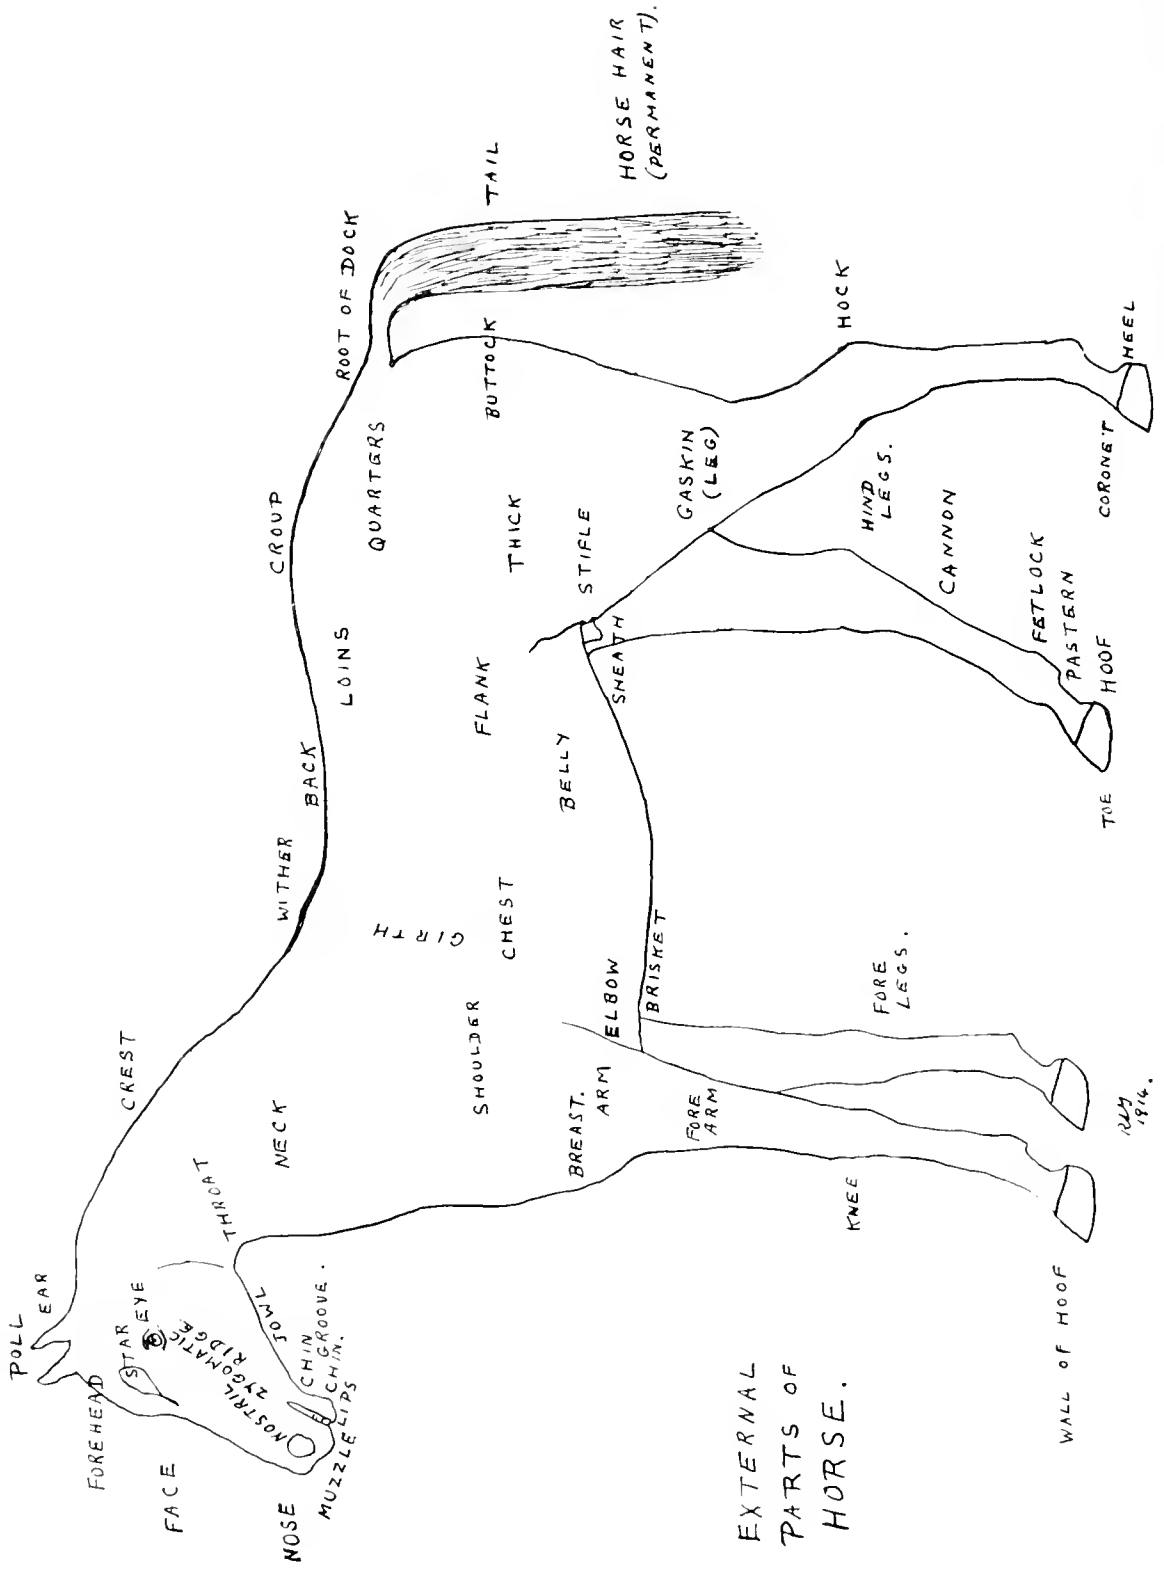 POLL
EAR
FOREHEAD
STAR
EYE
FACE
ZYGOMATIC
RIDGE
NOSTRIL
NOSE
MUZZLE
LIPS
CHIN.
CHIN
GROOVE.
JOWL
THROAT
CREST
NECK
WITHER
BACK
LOINS
CROUP
ROOT OF DOCK
TAIL
HORSE HAIR
(PERMANENT).
QUARTERS
BUTTOCK
THICK
STIFLE
FLANK
SHEATH
BELLY
GIRTH
CHEST
SHOULDER
ELBOW
BRISKET
BREAST.
ARM
FORE
ARM
KNEE
FORE
LEGS.
GASKIN
(LEG)
HOCK
HIND
LEGS.
CANNON
FETLOCK
PASTERN
HOOF
TOE
CORONET
HEEL
WALL OF HOOF
EXTERNAL
PARTS OF
HORSE.
1914.